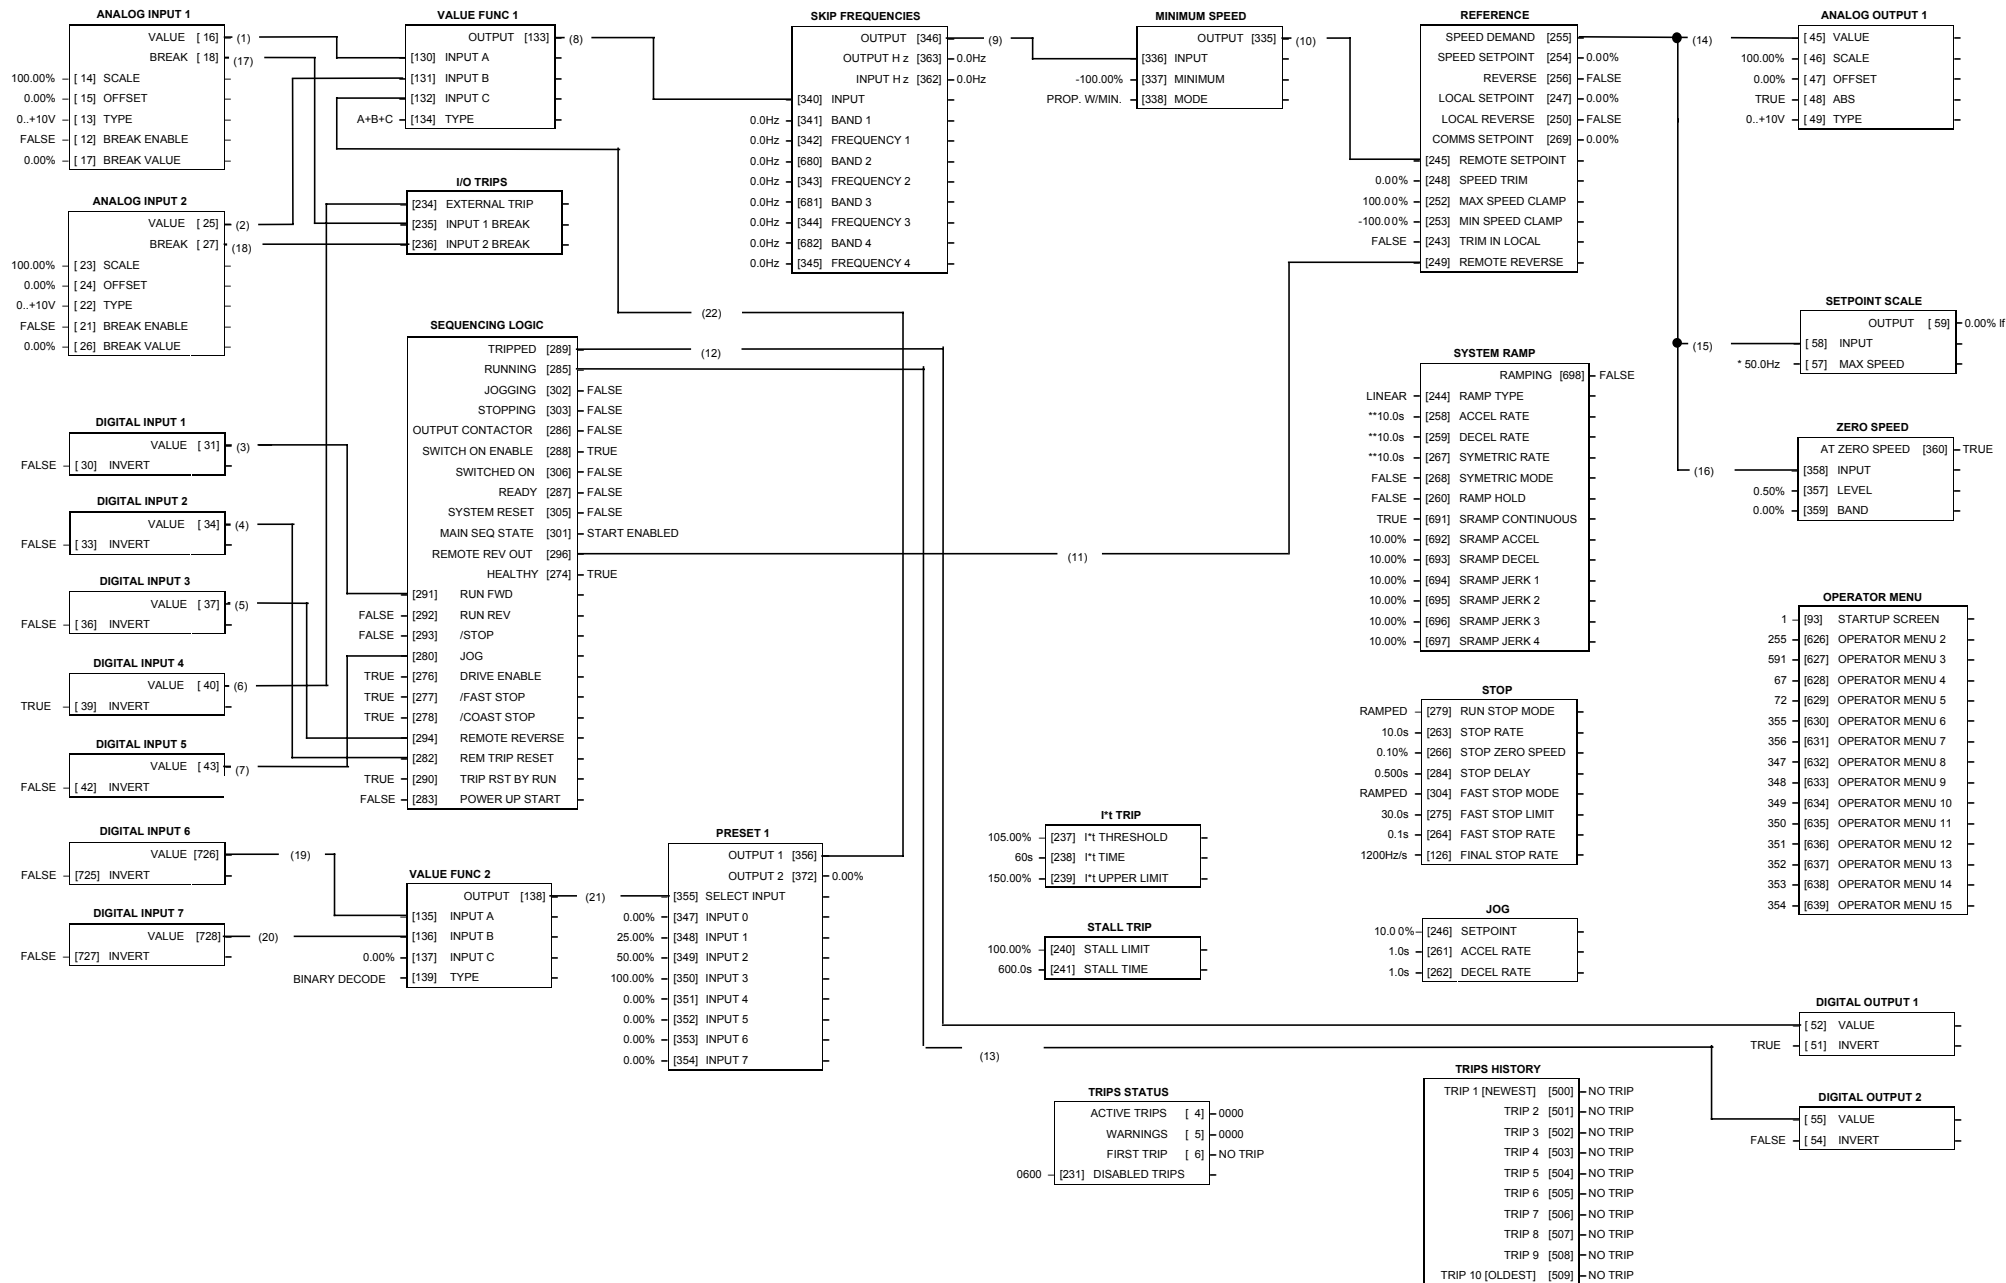 ANALOG INPUT 1
VALUE [ 16] (1)
BREAK [ 18] (17)
100.00% [ 14] SCALE
0.00% [ 15] OFFSET
0..+10V [ 13] TYPE
FALSE [ 12] BREAK ENABLE
0.00% [ 17] BREAK VALUE
ANALOG INPUT 2
VALUE [ 25] (2)
BREAK [ 27] (18)
100.00% [ 23] SCALE
0.00% [ 24] OFFSET
0..+10V [ 22] TYPE
FALSE [ 21] BREAK ENABLE
0.00% [ 26] BREAK VALUE
DIGITAL INPUT 1
VALUE [ 31] (3)
FALSE [ 30] INVERT
DIGITAL INPUT 2
VALUE [ 34] (4)
FALSE [ 33] INVERT
DIGITAL INPUT 3
VALUE [ 37] (5)
FALSE [ 36] INVERT
DIGITAL INPUT 4
VALUE [ 40] (6)
TRUE [ 39] INVERT
DIGITAL INPUT 5
VALUE [ 43] (7)
FALSE [ 42] INVERT
DIGITAL INPUT 6
VALUE [726] (19)
FALSE [725] INVERT
DIGITAL INPUT 7
VALUE [728] (20)
FALSE [727] INVERT
VALUE FUNC 1
OUTPUT [133] (8)
[130] INPUT A
[131] INPUT B
[132] INPUT C
A+B+C [134] TYPE
I/O TRIPS
[234] EXTERNAL TRIP
[235] INPUT 1 BREAK
[236] INPUT 2 BREAK
(22)
SEQUENCING LOGIC
TRIPPED [289] (12)
RUNNING [285]
JOGGING [302] FALSE
STOPPING [303] FALSE
OUTPUT CONTACTOR [286] FALSE
SWITCH ON ENABLE [288] TRUE
SWITCHED ON [306] FALSE
READY [287] FALSE
SYSTEM RESET [305] FALSE
MAIN SEQ STATE [301] START ENABLED
REMOTE REV OUT [296] (11)
HEALTHY [274] TRUE
[291] RUN FWD
FALSE [292] RUN REV
FALSE [293] /STOP
[280] JOG
TRUE [276] DRIVE ENABLE
TRUE [277] /FAST STOP
TRUE [278] /COAST STOP
[294] REMOTE REVERSE
[282] REM TRIP RESET
TRUE [290] TRIP RST BY RUN
FALSE [283] POWER UP START
VALUE FUNC 2
OUTPUT [138] (21)
[135] INPUT A
[136] INPUT B
0.00% [137] INPUT C
BINARY DECODE [139] TYPE
PRESET 1
OUTPUT 1 [356]
OUTPUT 2 [372] 0.00%
[355] SELECT INPUT
0.00% [347] INPUT 0
25.00% [348] INPUT 1
50.00% [349] INPUT 2
100.00% [350] INPUT 3
0.00% [351] INPUT 4
0.00% [352] INPUT 5
0.00% [353] INPUT 6
0.00% [354] INPUT 7
SKIP FREQUENCIES
OUTPUT [346] (9)
OUTPUT H z [363] 0.0Hz
INPUT H z [362] 0.0Hz
[340] INPUT
0.0Hz [341] BAND 1
0.0Hz [342] FREQUENCY 1
0.0Hz [680] BAND 2
0.0Hz [343] FREQUENCY 2
0.0Hz [681] BAND 3
0.0Hz [344] FREQUENCY 3
0.0Hz [682] BAND 4
0.0Hz [345] FREQUENCY 4
MINIMUM SPEED
OUTPUT [335] (10)
[336] INPUT
-100.00% [337] MINIMUM
PROP. W/MIN. [338] MODE
I*t TRIP
105.00% [237] I*t THRESHOLD
60s [238] I*t TIME
150.00% [239] I*t UPPER LIMIT
STALL TRIP
100.00% [240] STALL LIMIT
600.0s [241] STALL TIME
(13)
TRIPS STATUS
ACTIVE TRIPS [ 4] 0000
WARNINGS [ 5] 0000
FIRST TRIP [ 6] NO TRIP
0600 [231] DISABLED TRIPS
REFERENCE
SPEED DEMAND [255] (14)
SPEED SETPOINT [254] 0.00%
REVERSE [256] FALSE
LOCAL SETPOINT [247] 0.00%
LOCAL REVERSE [250] FALSE
COMMS SETPOINT [269] 0.00%
[245] REMOTE SETPOINT
0.00% [248] SPEED TRIM
100.00% [252] MAX SPEED CLAMP
-100.00% [253] MIN SPEED CLAMP
FALSE [243] TRIM IN LOCAL
[249] REMOTE REVERSE
SYSTEM RAMP
RAMPING [698] FALSE
LINEAR [244] RAMP TYPE
**10.0s [258] ACCEL RATE
**10.0s [259] DECEL RATE
**10.0s [267] SYMETRIC RATE
FALSE [268] SYMETRIC MODE
FALSE [260] RAMP HOLD
TRUE [691] SRAMP CONTINUOUS
10.00% [692] SRAMP ACCEL
10.00% [693] SRAMP DECEL
10.00% [694] SRAMP JERK 1
10.00% [695] SRAMP JERK 2
10.00% [696] SRAMP JERK 3
10.00% [697] SRAMP JERK 4
STOP
RAMPED [279] RUN STOP MODE
10.0s [263] STOP RATE
0.10% [266] STOP ZERO SPEED
0.500s [284] STOP DELAY
RAMPED [304] FAST STOP MODE
30.0s [275] FAST STOP LIMIT
0.1s [264] FAST STOP RATE
1200Hz/s [126] FINAL STOP RATE
JOG
10.0 0% [246] SETPOINT
1.0s [261] ACCEL RATE
1.0s [262] DECEL RATE
TRIPS HISTORY
TRIP 1 [NEWEST] [500] NO TRIP
TRIP 2 [501] NO TRIP
TRIP 3 [502] NO TRIP
TRIP 4 [503] NO TRIP
TRIP 5 [504] NO TRIP
TRIP 6 [505] NO TRIP
TRIP 7 [506] NO TRIP
TRIP 8 [507] NO TRIP
TRIP 9 [508] NO TRIP
TRIP 10 [OLDEST] [509] NO TRIP
ANALOG OUTPUT 1
[ 45] VALUE
100.00% [ 46] SCALE
0.00% [ 47] OFFSET
TRUE [ 48] ABS
0..+10V [ 49] TYPE
SETPOINT SCALE
OUTPUT [ 59] 0.00% lf
(15) [ 58] INPUT
* 50.0Hz [ 57] MAX SPEED
ZERO SPEED
AT ZERO SPEED [360] TRUE
(16) [358] INPUT
0.50% [357] LEVEL
0.00% [359] BAND
OPERATOR MENU
1 [93] STARTUP SCREEN
255 [626] OPERATOR MENU 2
591 [627] OPERATOR MENU 3
67 [628] OPERATOR MENU 4
72 [629] OPERATOR MENU 5
355 [630] OPERATOR MENU 6
356 [631] OPERATOR MENU 7
347 [632] OPERATOR MENU 8
348 [633] OPERATOR MENU 9
349 [634] OPERATOR MENU 10
350 [635] OPERATOR MENU 11
351 [636] OPERATOR MENU 12
352 [637] OPERATOR MENU 13
353 [638] OPERATOR MENU 14
354 [639] OPERATOR MENU 15
DIGITAL OUTPUT 1
[ 52] VALUE
TRUE [ 51] INVERT
DIGITAL OUTPUT 2
[ 55] VALUE
FALSE [ 54] INVERT